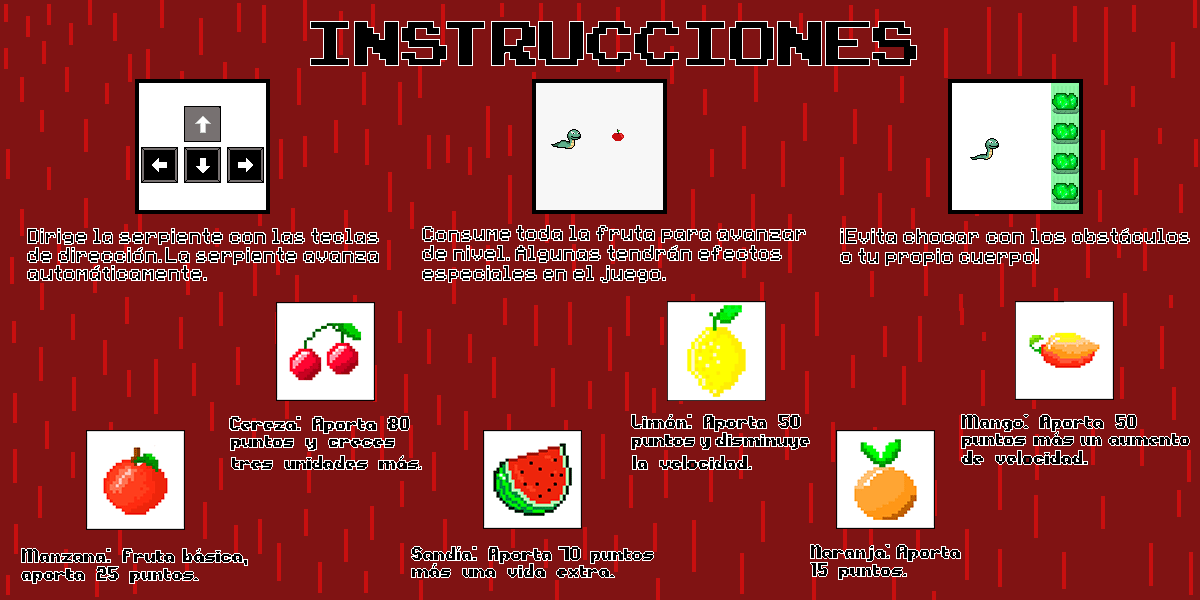 INSTRUCCIONES
Dirige la serpiente con las teclas
de dirección.La serpiente avanza
automáticamente.
Consume toda la fruta para avanzar
de nivel. Algunas tendrán efectos
especiales en el juego.
¡Evita chocar con los obstáculos
o tu propio cuerpo!
Cereza: Aporta 80
puntos y creces
tres unidades más.
Limón: Aporta 50
puntos y disminuye
la velocidad.
Mango: Aporta 50
puntos más un aumento
de velocidad.
Manzana: Fruta básica,
aporta 25 puntos.
Sandía: Aporta 70 puntos
más una vida extra.
Naranja: Aporta
15 puntos.